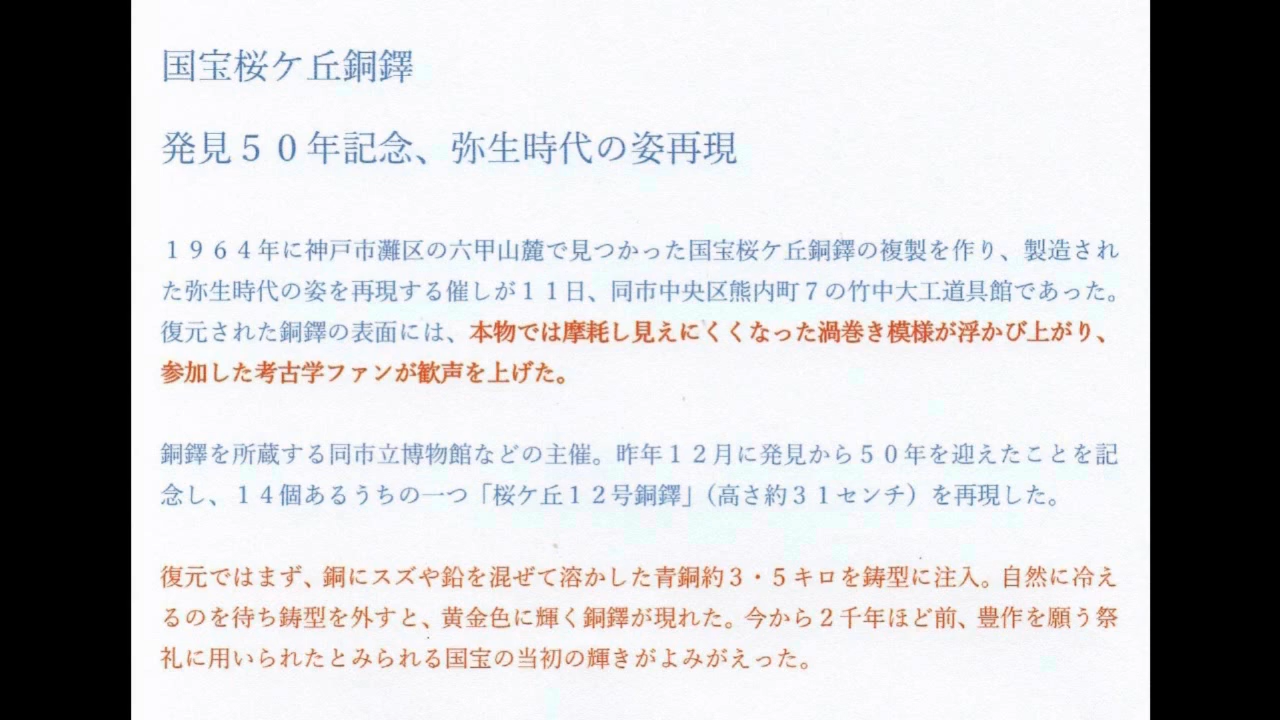 国宝桜ケ丘銅鐸
発見５０年記念、弥生時代の姿再現
１９６４年に神戸市灘区の六甲山麓で見つかった国宝桜ケ丘銅鐸の複製を作り、製造され
た弥生時代の姿を再現する催しが１１日、同市中央区熊内町７の竹中大工道具館であった。
復元された銅鐸の表面には、本物では摩耗し見えにくくなった渦巻き模様が浮かび上がり、
参加した考古学ファンが歓声を上げた。
銅鐸を所蔵する同市立博物館などの主催。昨年１２月に発見から５０年を迎えたことを記
念し、１４個あるうちの一つ「桜ケ丘１２号銅鐸」（高さ約３１センチ）を再現した。
復元ではまず、銅にスズや鉛を混ぜて溶かした青銅約３・５キロを鋳型に注入。自然に冷え
るのを待ち鋳型を外すと、黄金色に輝く銅鐸が現れた。今から２千年ほど前、豊作を願う祭
礼に用いられたとみられる国宝の当初の輝きがよみがえった。